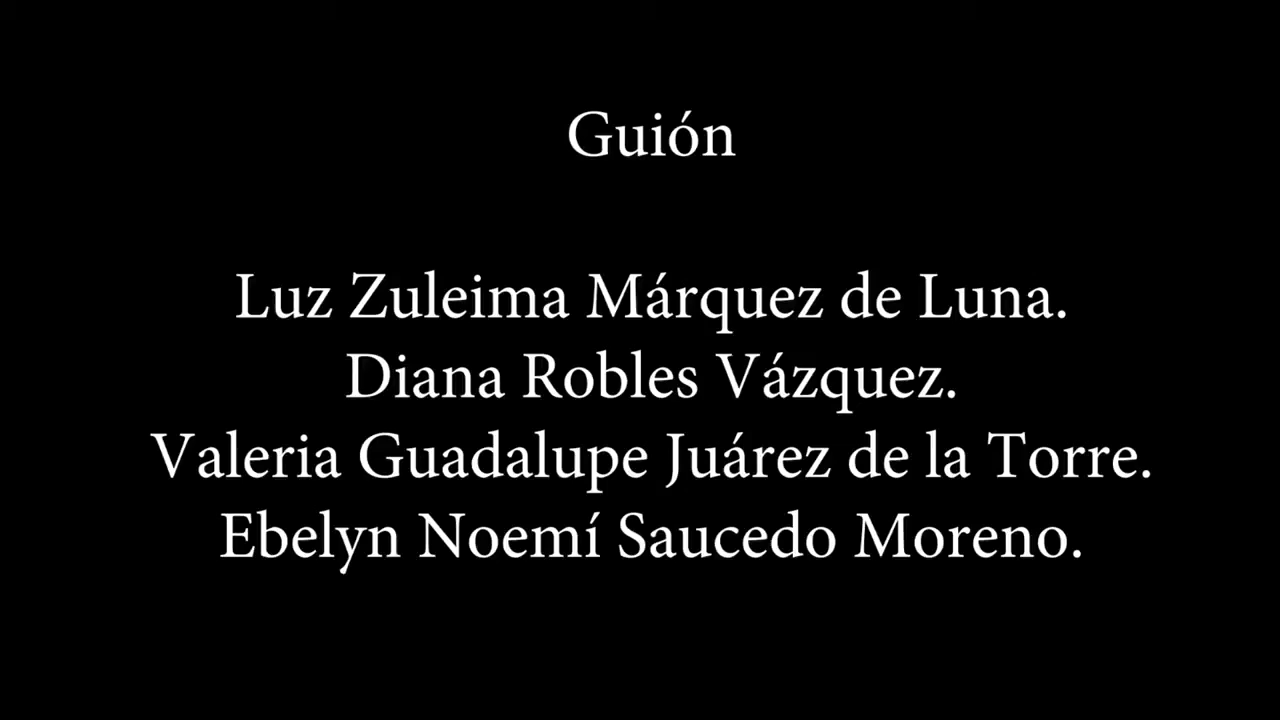 Guión
Luz Zuleima Márquez de Luna.
Diana Robles Vázquez.
Valeria Guadalupe Juárez de la Torre.
Ebelyn Noemí Saucedo Moreno.